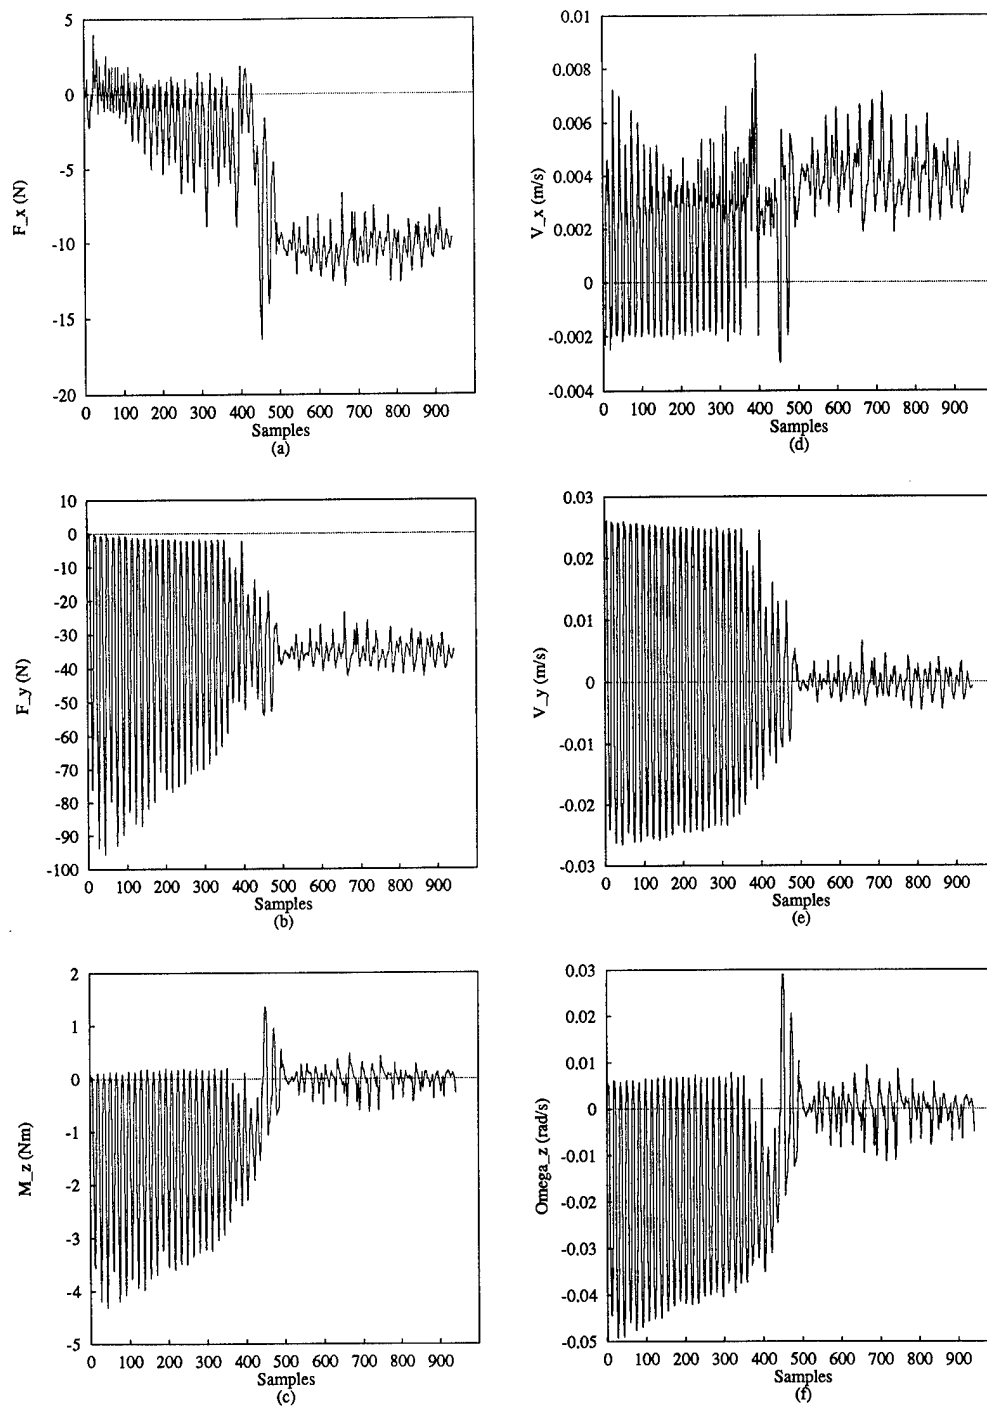 5
0
-5
-10
-15
-20
F_x (N)
0 100 200 300 400 500 600 700 800 900
Samples
(a)
0.01
0.008
0.006
0.004
0.002
0
-0.002
-0.004
V_x (m/s)
0 100 200 300 400 500 600 700 800 900
Samples
(d)
10
0
-10
-20
-30
-40
-50
-60
-70
-80
-90
-100
F_y (N)
0 100 200 300 400 500 600 700 800 900
Samples
(b)
0.03
0.02
0.01
0
-0.01
-0.02
-0.03
V_y (m/s)
0 100 200 300 400 500 600 700 800 900
Samples
(e)
2
1
0
-1
-2
-3
-4
-5
M_z (Nm)
0 100 200 300 400 500 600 700 800 900
Samples
(c)
0.03
0.02
0.01
0
-0.01
-0.02
-0.03
-0.04
-0.05
Omega_z (rad/s)
0 100 200 300 400 500 600 700 800 900
Samples
(f)